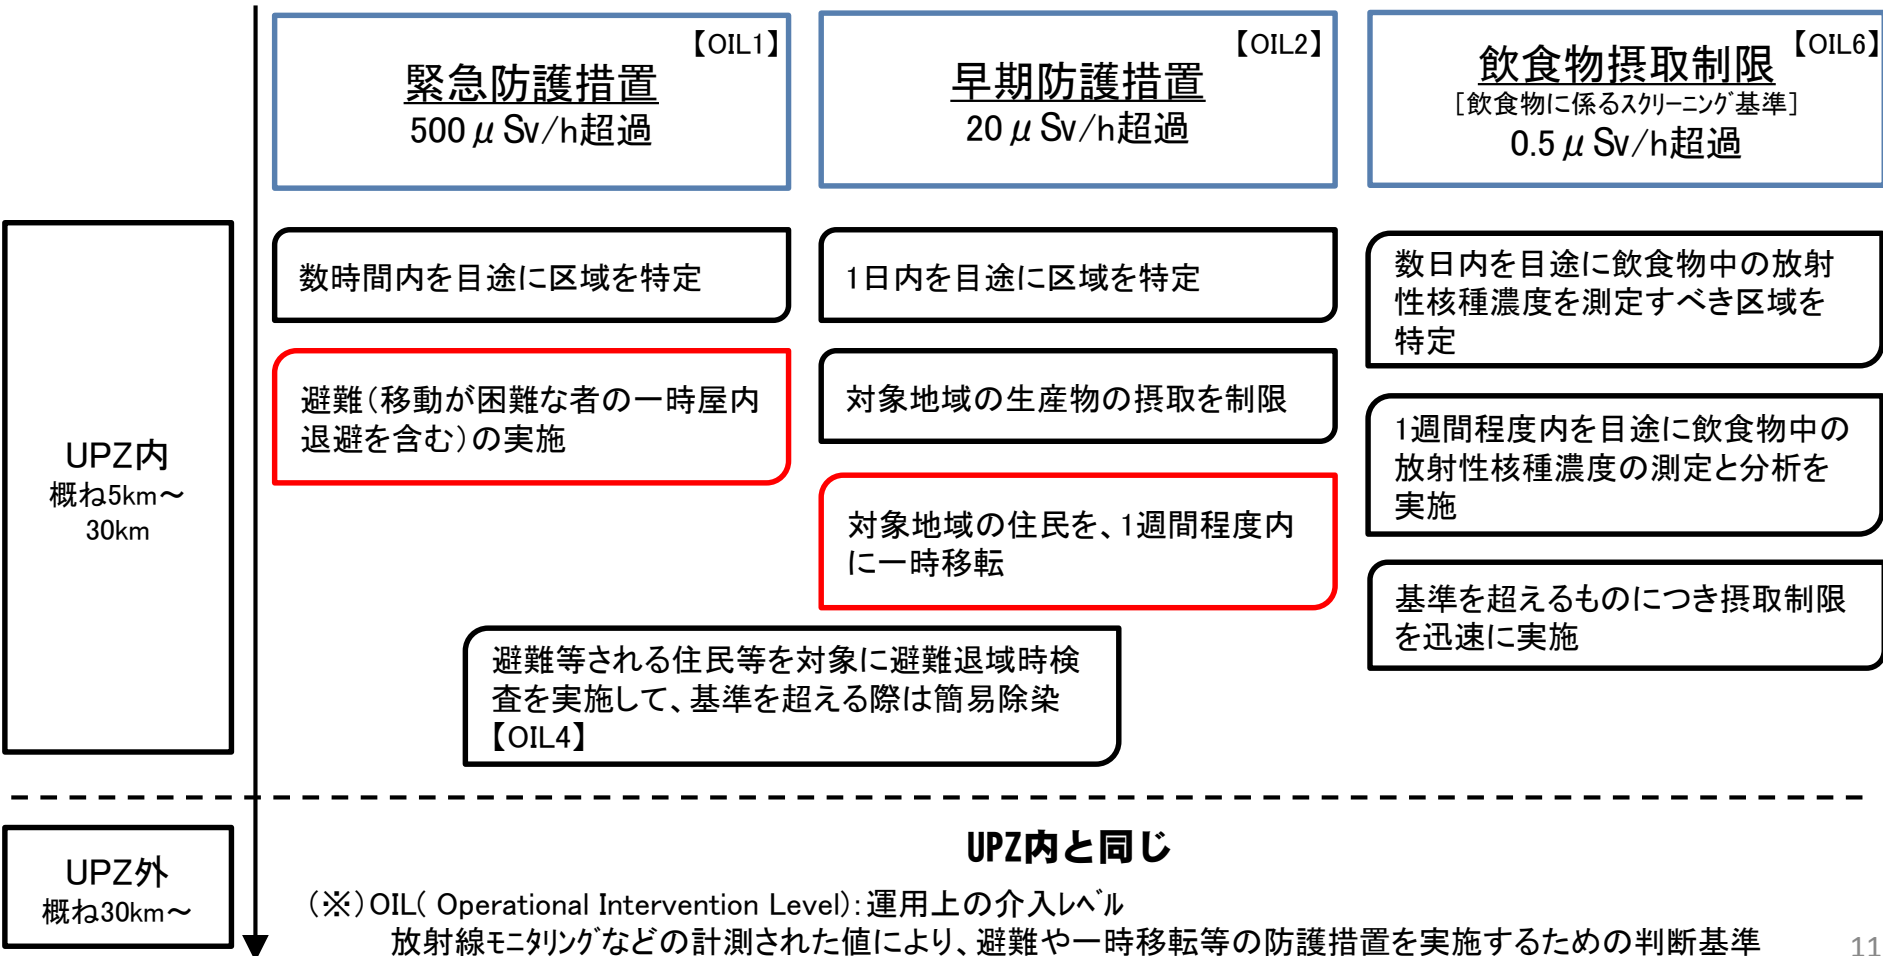 【OIL1】
緊急防護措置
500μSv/h超過
【OIL2】
早期防護措置
20μSv/h超過
【OIL6】
飲食物摂取制限
[飲食物に係るｽｸﾘｰﾆﾝｸﾞ基準]
0.5μSv/h超過
UPZ内
概ね5km～
30km
数時間内を目途に区域を特定
避難（移動が困難な者の一時屋内
退避を含む）の実施
1日内を目途に区域を特定
対象地域の生産物の摂取を制限
対象地域の住民を、1週間程度内
に一時移転
数日内を目途に飲食物中の放射
性核種濃度を測定すべき区域を
特定
1週間程度内を目途に飲食物中の
放射性核種濃度の測定と分析を
実施
基準を超えるものにつき摂取制限
を迅速に実施
避難等される住民等を対象に避難退域時検
査を実施して、基準を超える際は簡易除染
【OIL4】
UPZ外
概ね30km～
UPZ内と同じ
（※）OIL( Operational Intervention Level)：運用上の介入ﾚﾍﾞﾙ
放射線ﾓﾆﾀﾘﾝｸﾞなどの計測された値により、避難や一時移転等の防護措置を実施するための判断基準
11